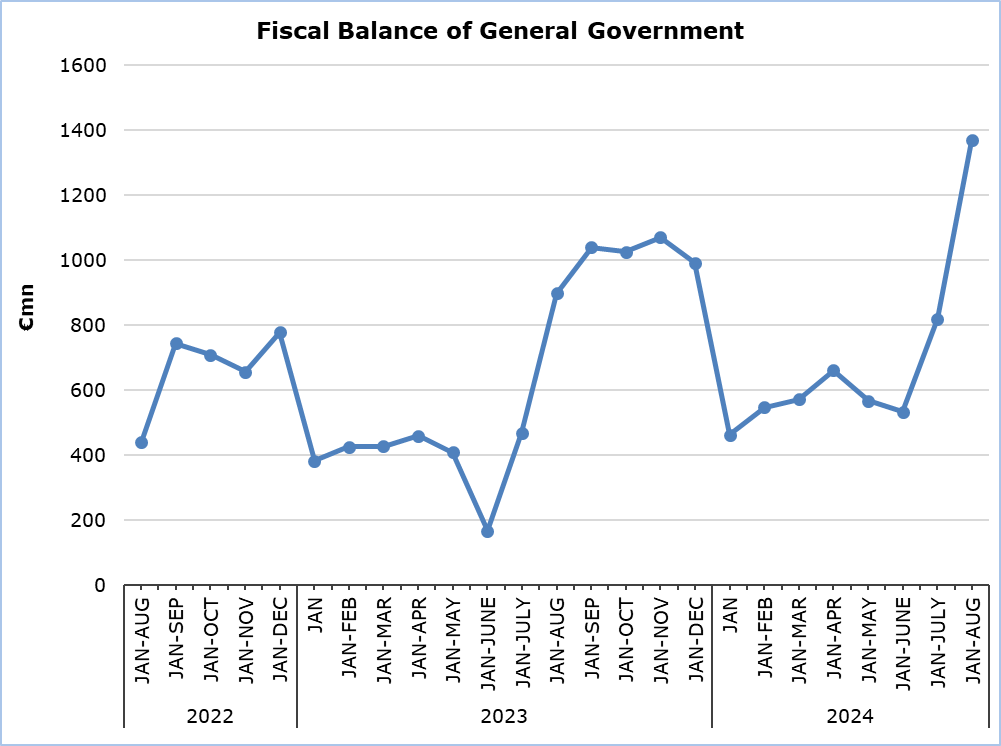 Fiscal Balance of General Government
1600
1400
1200
1000
800
600
400
200
0
€mn
JAN-AUG
JAN-SEP
JAN-OCT
JAN-NOV
JAN-DEC
JAN
JAN-FEB
JAN-MAR
JAN-APR
JAN-MAY
JAN-JUNE
JAN-JULY
JAN-AUG
JAN-SEP
JAN-OCT
JAN-NOV
JAN-DEC
JAN
JAN-FEB
JAN-MAR
JAN-APR
JAN-MAY
JAN-JUNE
JAN-JULY
JAN-AUG
2022
2023
2024